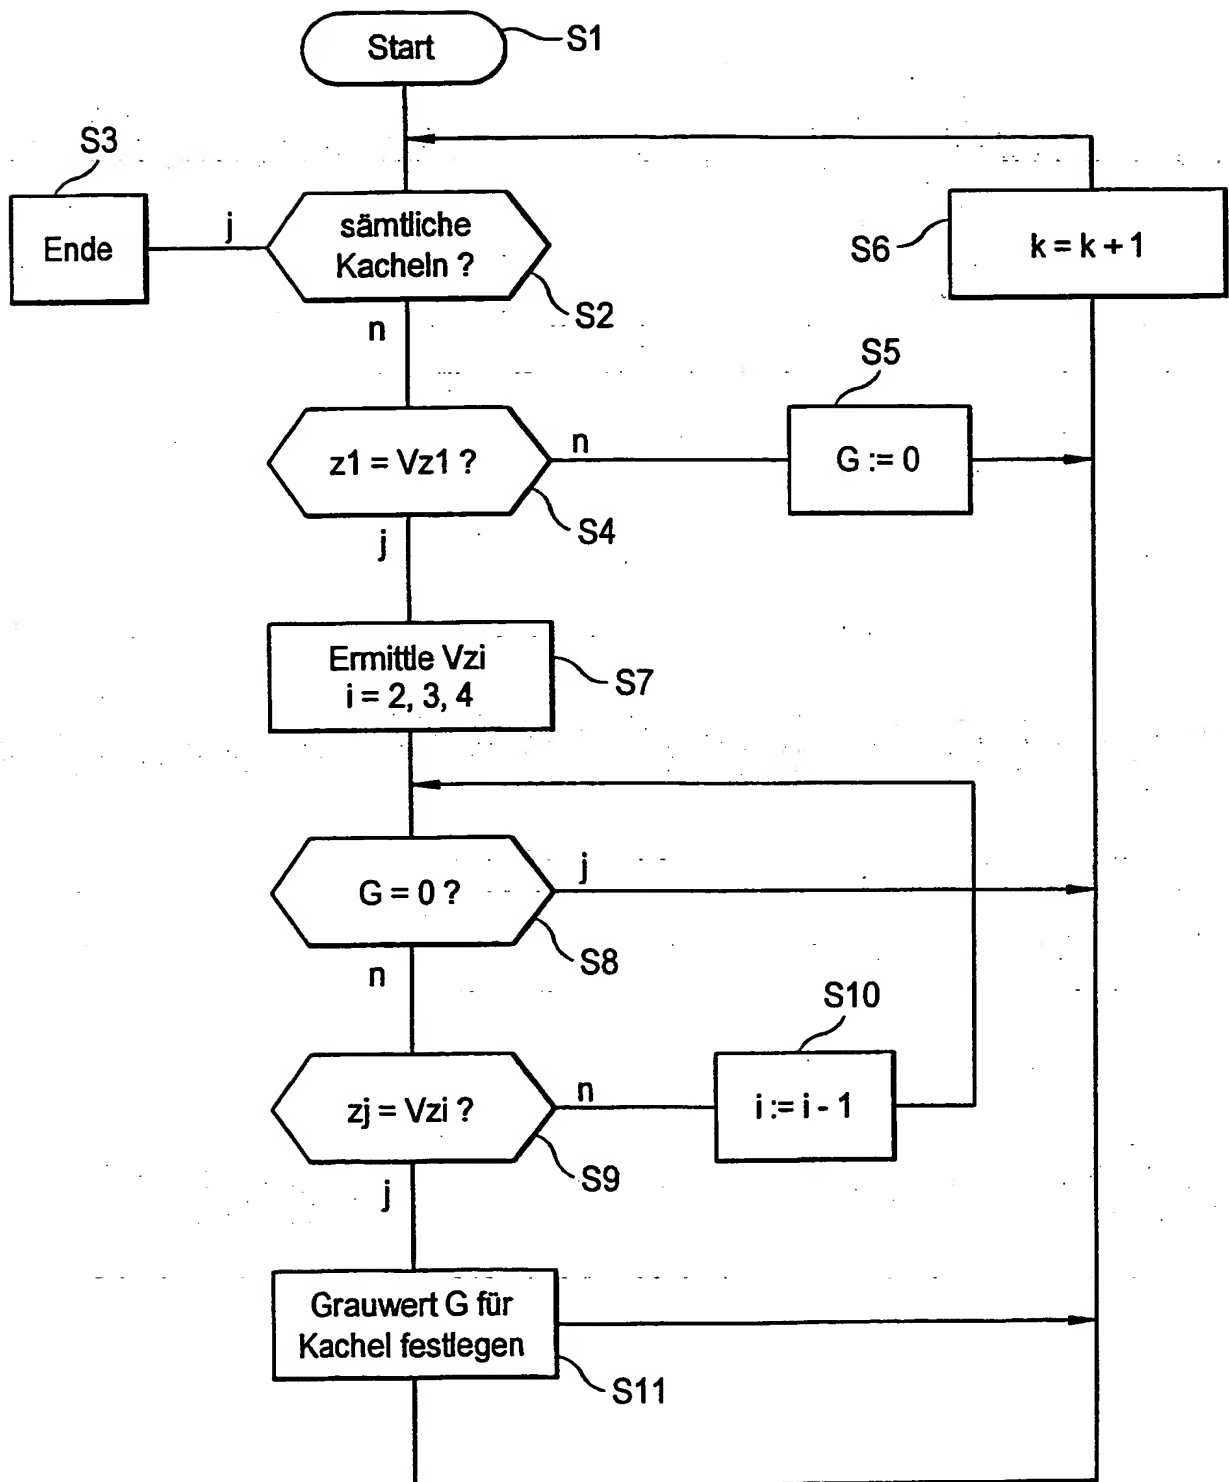 Start
S1
S3
Ende
j
sämtliche
Kacheln ?
S2
n
S6
k = k + 1
S5
z1 = Vz1 ?
n
G := 0
S4
j
Ermittle Vzi
i = 2, 3, 4
S7
G = 0 ?
j
S8
n
S10
zj = Vzi ?
n
i := i - 1
S9
j
Grauwert G für
Kachel festlegen
S11